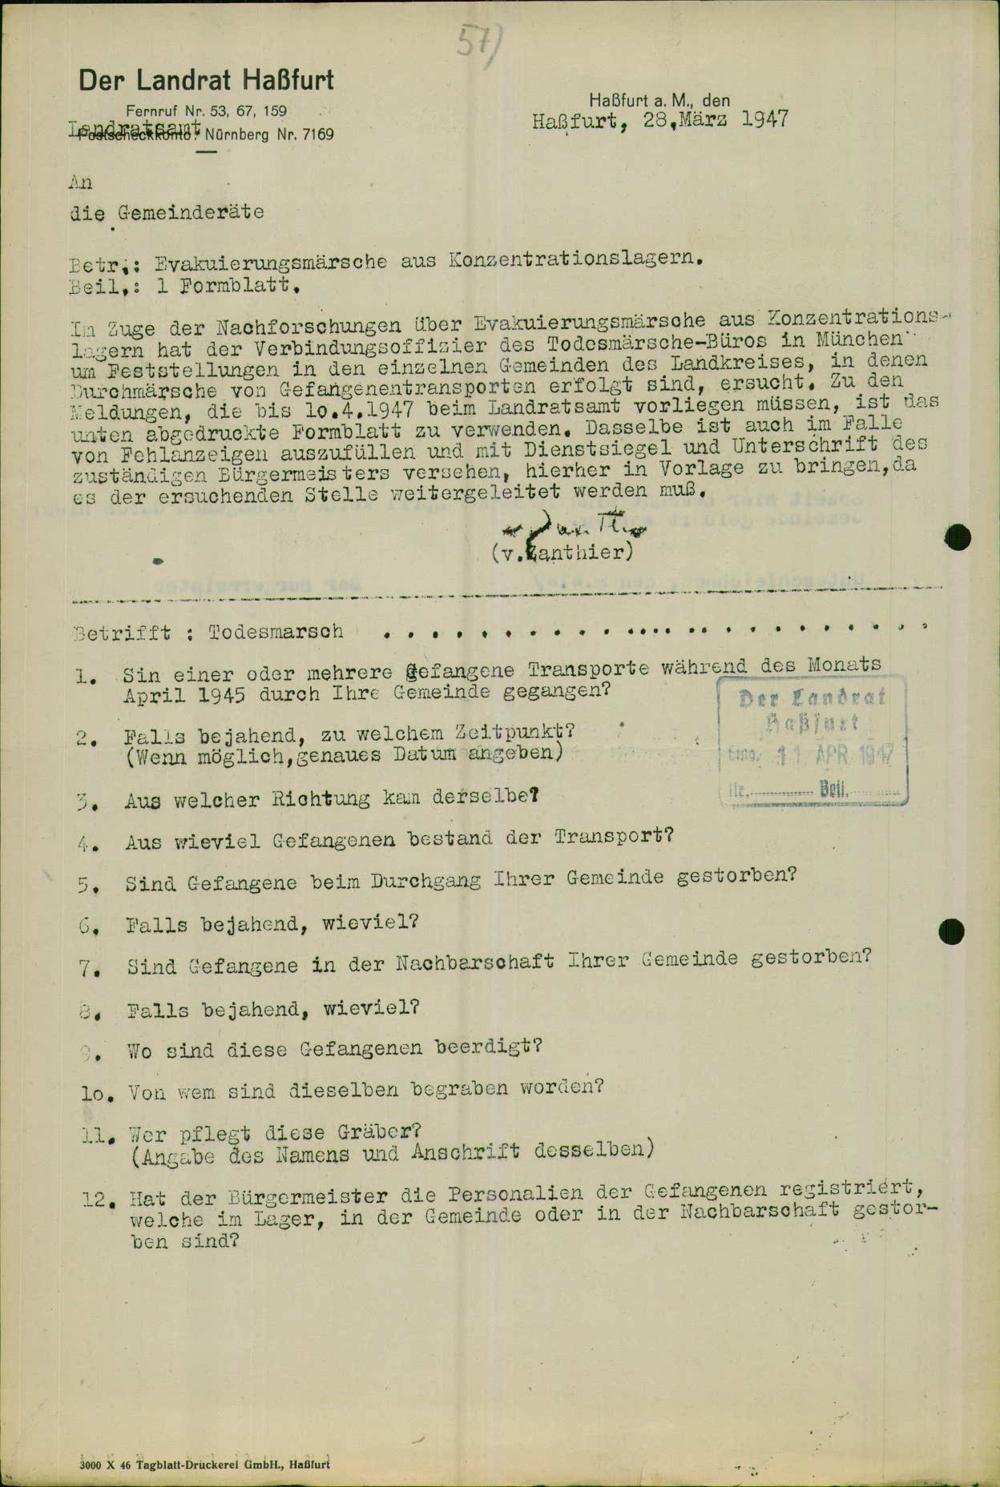 57)
Der Landrat Haßfurt
Fernruf Nr. 53, 67, 159
Landratsamt
Postscheckkonto: Nürnberg Nr. 7169
Haßfurt a. M., den
Haßfurt, 28.März 1947
An
die Gemeinderäte
Betr.: Evakuierungsmärsche aus Konzentrationslagern.
Beil.: 1 Formblatt.
Im Zuge der Nachforschungen über Evakuierungsmärsche aus Konzentrations-
lagern hat der Verbindungsoffizier des Todesmärsche-Büros in München
um Feststellungen in den einzelnen Gemeinden des Landkreises, in denen
Durchmärsche von Gefangenentransporten erfolgt sind, ersucht. Zu den
Meldungen, die bis 10.4.1947 beim Landratsamt vorliegen müssen, ist das
unten abgedruckte Formblatt zu verwenden. Dasselbe ist auch im Falle
von Fehlanzeigen auszufüllen und mit Dienstsiegel und Unterschrift des
zuständigen Bürgermeisters versehen, hierher in Vorlage zu bringen,da
es der ersuchenden Stelle weitergeleitet werden muß.
(v.Zanthier)
Betrifft : Todesmarsch . . . . . . . . . . . .... .. . . . . . . . . . .
1. Sin einer oder mehrere gefangene Transporte während des Monats
April 1945 durch Ihre Gemeinde gegangen?
Der Landrat
Haßfurt
Eing. 11. APR 1947
Nr. ............ Beil. ............
2. Falls bejahend, zu welchem Zeitpunkt?
(Wenn möglich,genaues Datum angeben)
3. Aus welcher Richtung kam derselbe?
4. Aus wieviel Gefangenen bestand der Transport?
5. Sind Gefangene beim Durchgang Ihrer Gemeinde gestorben?
6. Falls bejahend, wieviel?
7. Sind Gefangene in der Nachbarschaft Ihrer Gemeinde gestorben?
8. Falls bejahend, wieviel?
9. Wo sind diese Gefangenen beerdigt?
10. Von wem sind dieselben begraben worden?
11. Wer pflegt diese Gräber?
(Angabe des Namens und Anschrift desselben)
12. Hat der Bürgermeister die Personalien der Gefangenen registriert,
welche im Lager, in der Gemeinde oder in der Nachbarschaft gestor-
ben sind?
3000 X 46 Tagblatt-Druckerei GmbH., Haßfurt